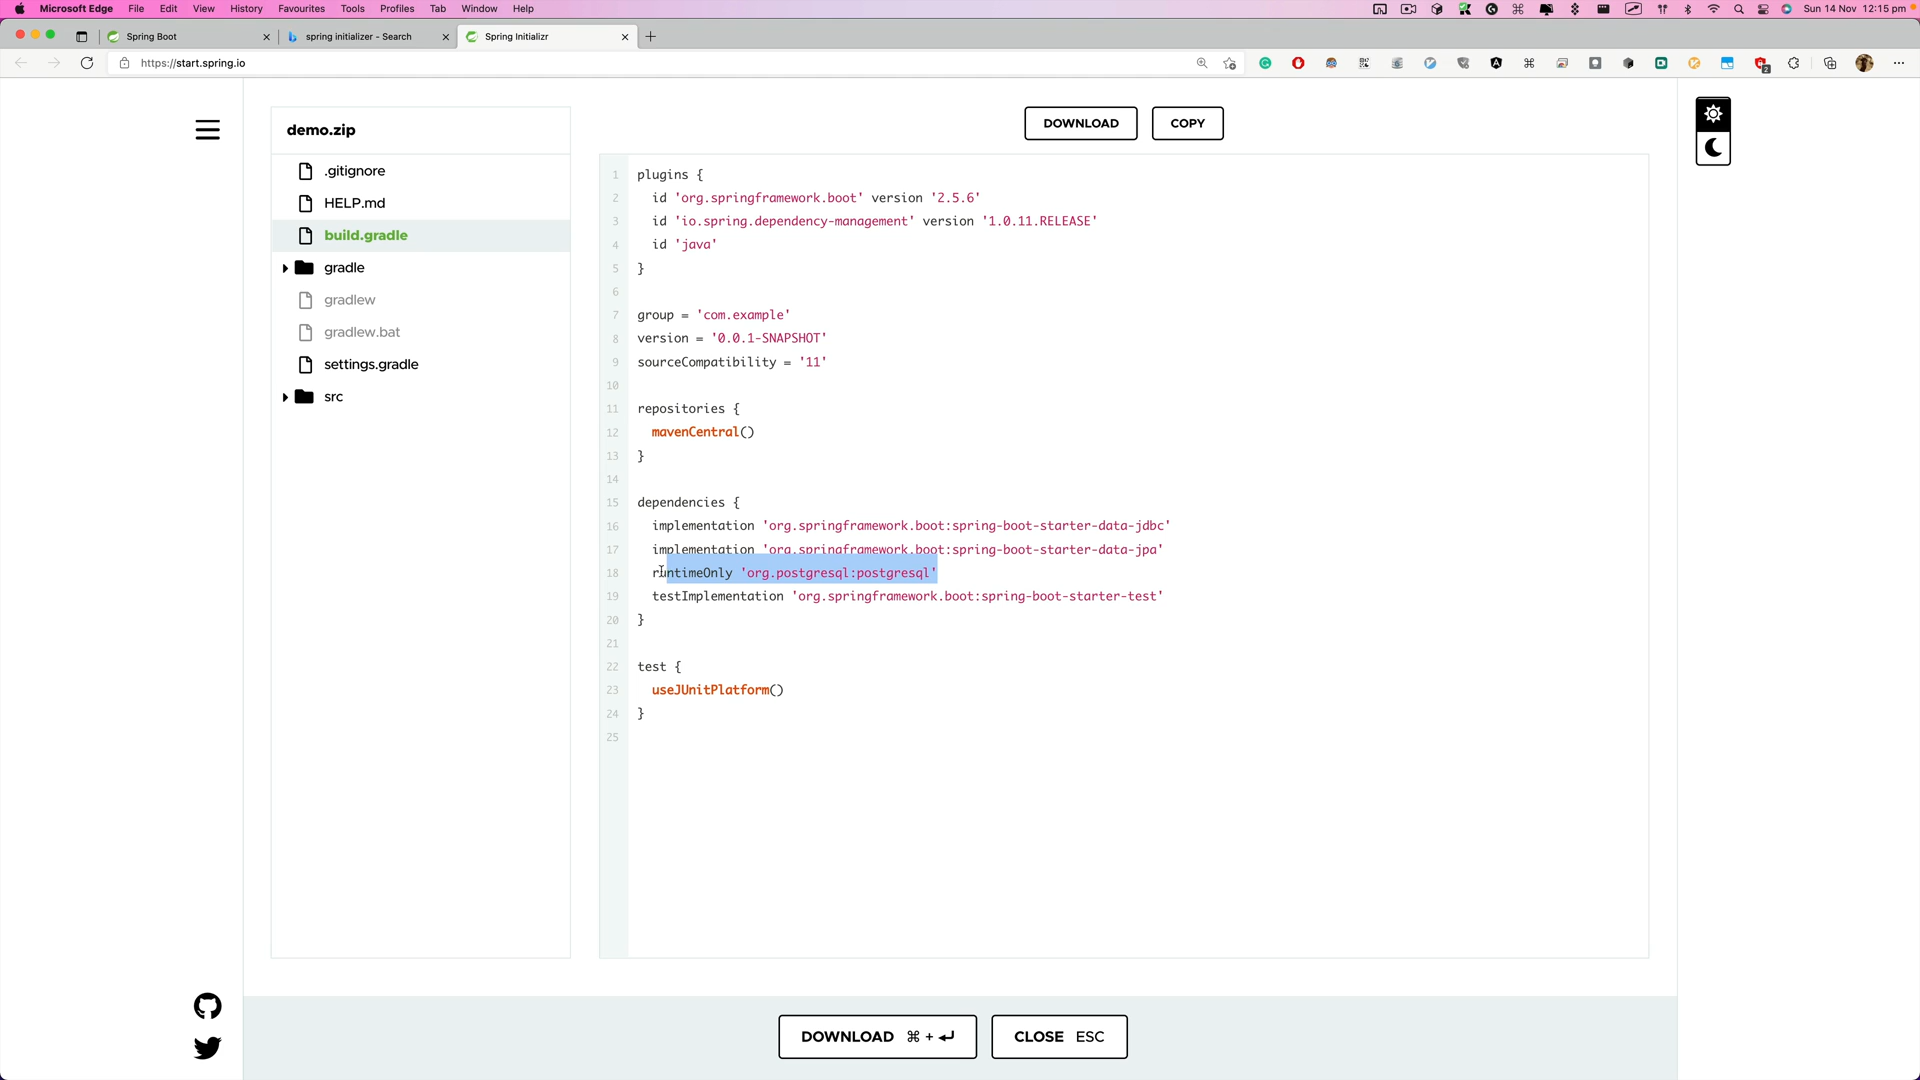 Microsoft Edge File Edit View History Favourites Tools Profiles Tab Window Help Sun 14 Nov 12:15 pm
Spring Boot
spring initializer - Search
Spring Initializr
https://start.spring.io
demo.zip
.gitignore
HELP.md
build.gradle
gradle
gradlew
gradlew.bat
settings.gradle
src
DOWNLOAD COPY
1 plugins {
2 id 'org.springframework.boot' version '2.5.6'
3 id 'io.spring.dependency-management' version '1.0.11.RELEASE'
4 id 'java'
5 }
6
7 group = 'com.example'
8 version = '0.0.1-SNAPSHOT'
9 sourceCompatibility = '11'
10
11 repositories {
12 mavenCentral()
13 }
14
15 dependencies {
16 implementation 'org.springframework.boot:spring-boot-starter-data-jdbc'
17 implementation 'org.springframework.boot:spring-boot-starter-data-jpa'
18 runtimeOnly 'org.postgresql:postgresql'
19 testImplementation 'org.springframework.boot:spring-boot-starter-test'
20 }
21
22 test {
23 useJUnitPlatform()
24 }
25
DOWNLOAD ⌘ + ↵
CLOSE ESC